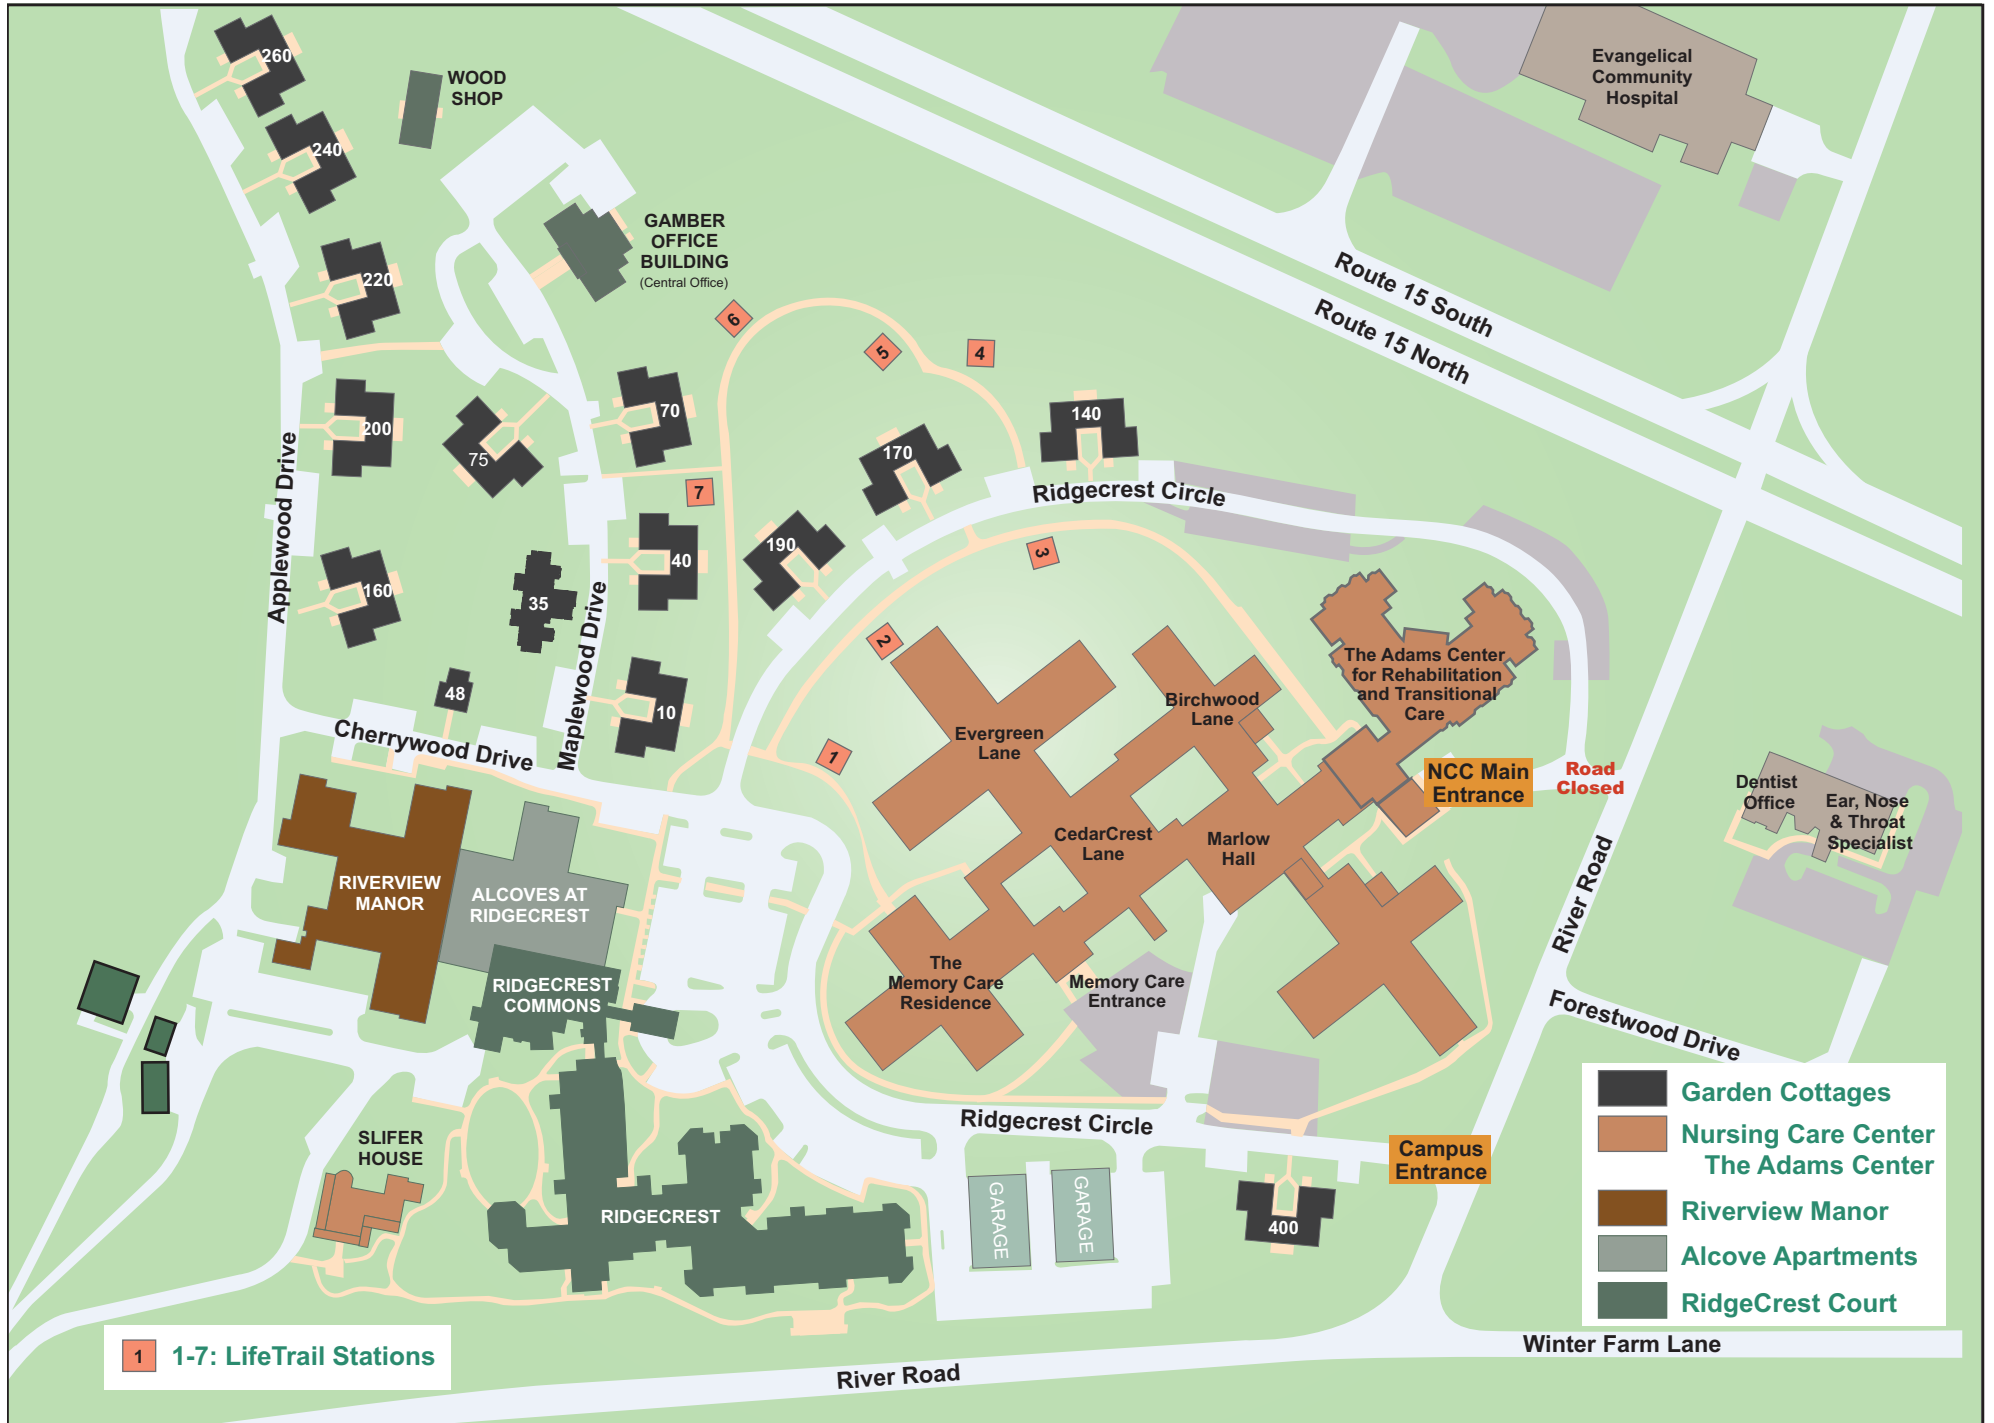 260
WOOD
SHOP
240
Evangelical
Community
Hospital
GAMBER
OFFICE
BUILDING
(Central Office)
220
6
5
4
Route 15 South
Route 15 North
70
200
75
140
170
7
Ridgecrest Circle
Applewood Drive
40
190
3
160
35
Maplewood Drive
2
48
10
The Adams Center
for Rehabilitation
and Transitional
Care
Birchwood
Lane
Evergreen
Lane
Cherrywood Drive
1
NCC Main
Entrance
Road
Closed
Dentist
Office
Ear, Nose
& Throat
Specialist
CedarCrest
Lane
Marlow
Hall
River Road
RIVERVIEW
MANOR
ALCOVES AT
RIDGECREST
RIDGECREST
COMMONS
The
Memory Care
Residence
Memory Care
Entrance
Forestwood Drive
Ridgecrest Circle
SLIFER
HOUSE
Campus
Entrance
RIDGECREST
GARAGE
GARAGE
400
Garden Cottages
Nursing Care Center
The Adams Center
Riverview Manor
Alcove Apartments
RidgeCrest Court
1
1-7: LifeTrail Stations
Winter Farm Lane
River Road